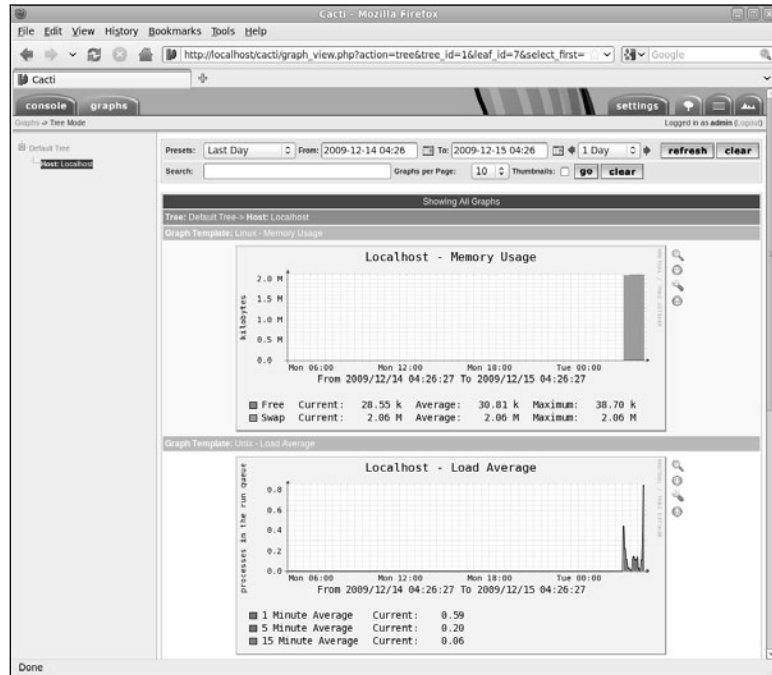 Cacti - Mozilla Firefox
File Edit View History Bookmarks Tools Help
http://localhost/cacti/graph_view.php?action=tree&tree_id=1&leaf_id=7&select_first= Google
Cacti
console graphs settings
Graphs -> Tree Mode Logged in as admin (Logout)
Default Tree
Host: Localhost
Presets: Last Day From: 2009-12-14 04:26 To: 2009-12-15 04:26 1 Day refresh clear
Search: Graphs per Page: 10 Thumbnails: go clear
Showing All Graphs
Tree: Default Tree-> Host: Localhost
Graph Template: Linux - Memory Usage
Localhost - Memory Usage
kilobytes
2.0 M
1.5 M
1.0 M
0.5 M
0.0
Mon 06:00 Mon 12:00 Mon 18:00 Tue 00:00
From 2009/12/14 04:26:27 To 2009/12/15 04:26:27
Free Current: 28.55 k Average: 30.81 k Maximum: 38.70 k
Swap Current: 2.06 M Average: 2.06 M Maximum: 2.06 M
Graph Template: Unix - Load Average
Localhost - Load Average
processes in the run queue
0.8
0.6
0.4
0.2
0.0
Mon 06:00 Mon 12:00 Mon 18:00 Tue 00:00
From 2009/12/14 04:26:27 To 2009/12/15 04:26:27
1 Minute Average Current: 0.59
5 Minute Average Current: 0.20
15 Minute Average Current: 0.06
Done